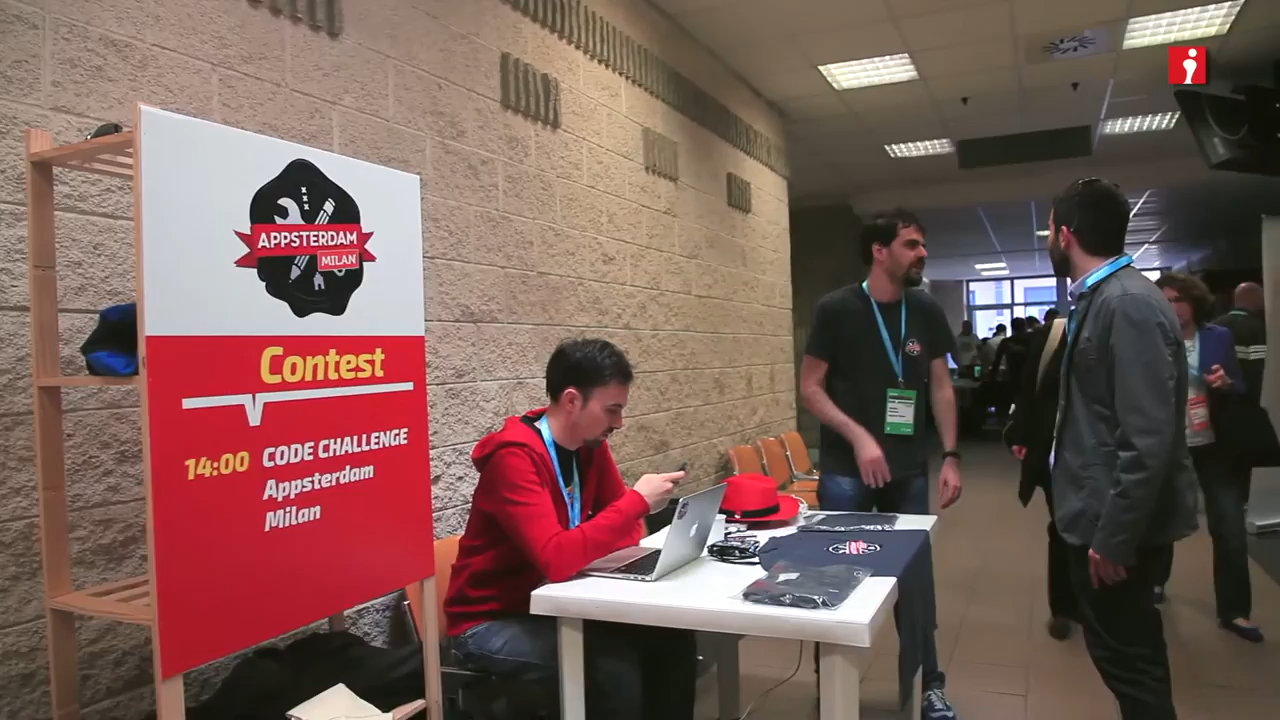 APPSTERDAM
MILAN
Contest
14:00 CODE CHALLENGE
Appsterdam
Milan